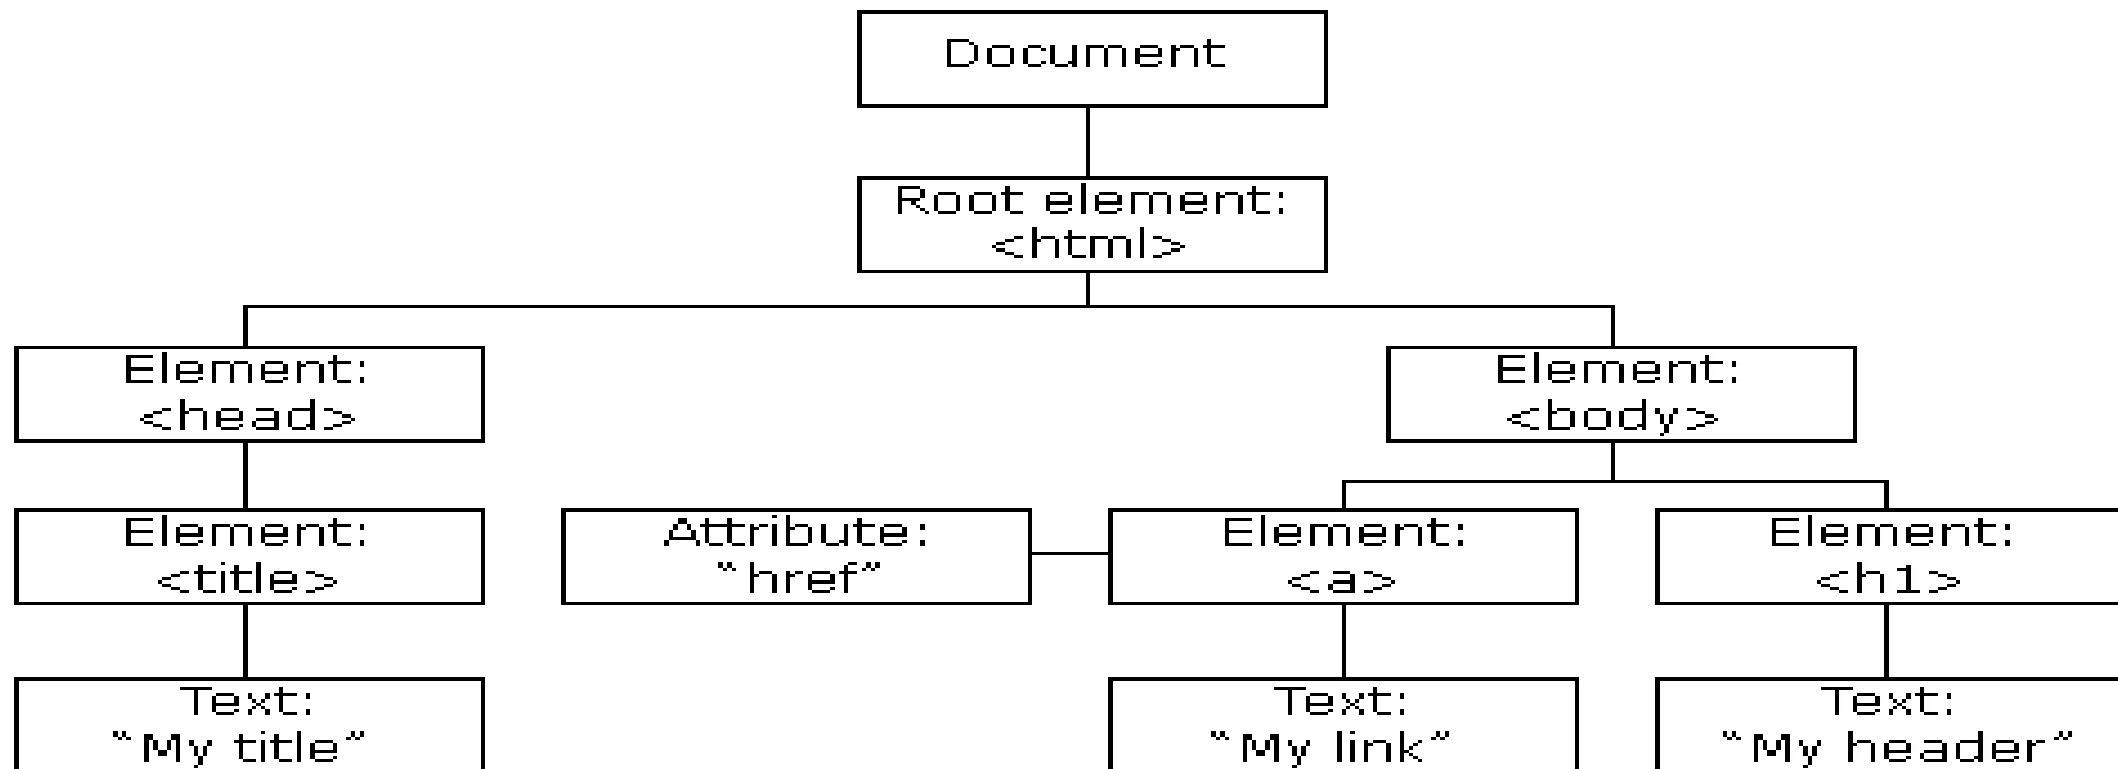 Document
Root element:
<html>
Element:
<head>
Element:
<body>
Element:
<title>
Attribute:
"href"
Element:
<a>
Element:
<h1>
Text:
"My title"
Text:
"My link"
Text:
"My header"